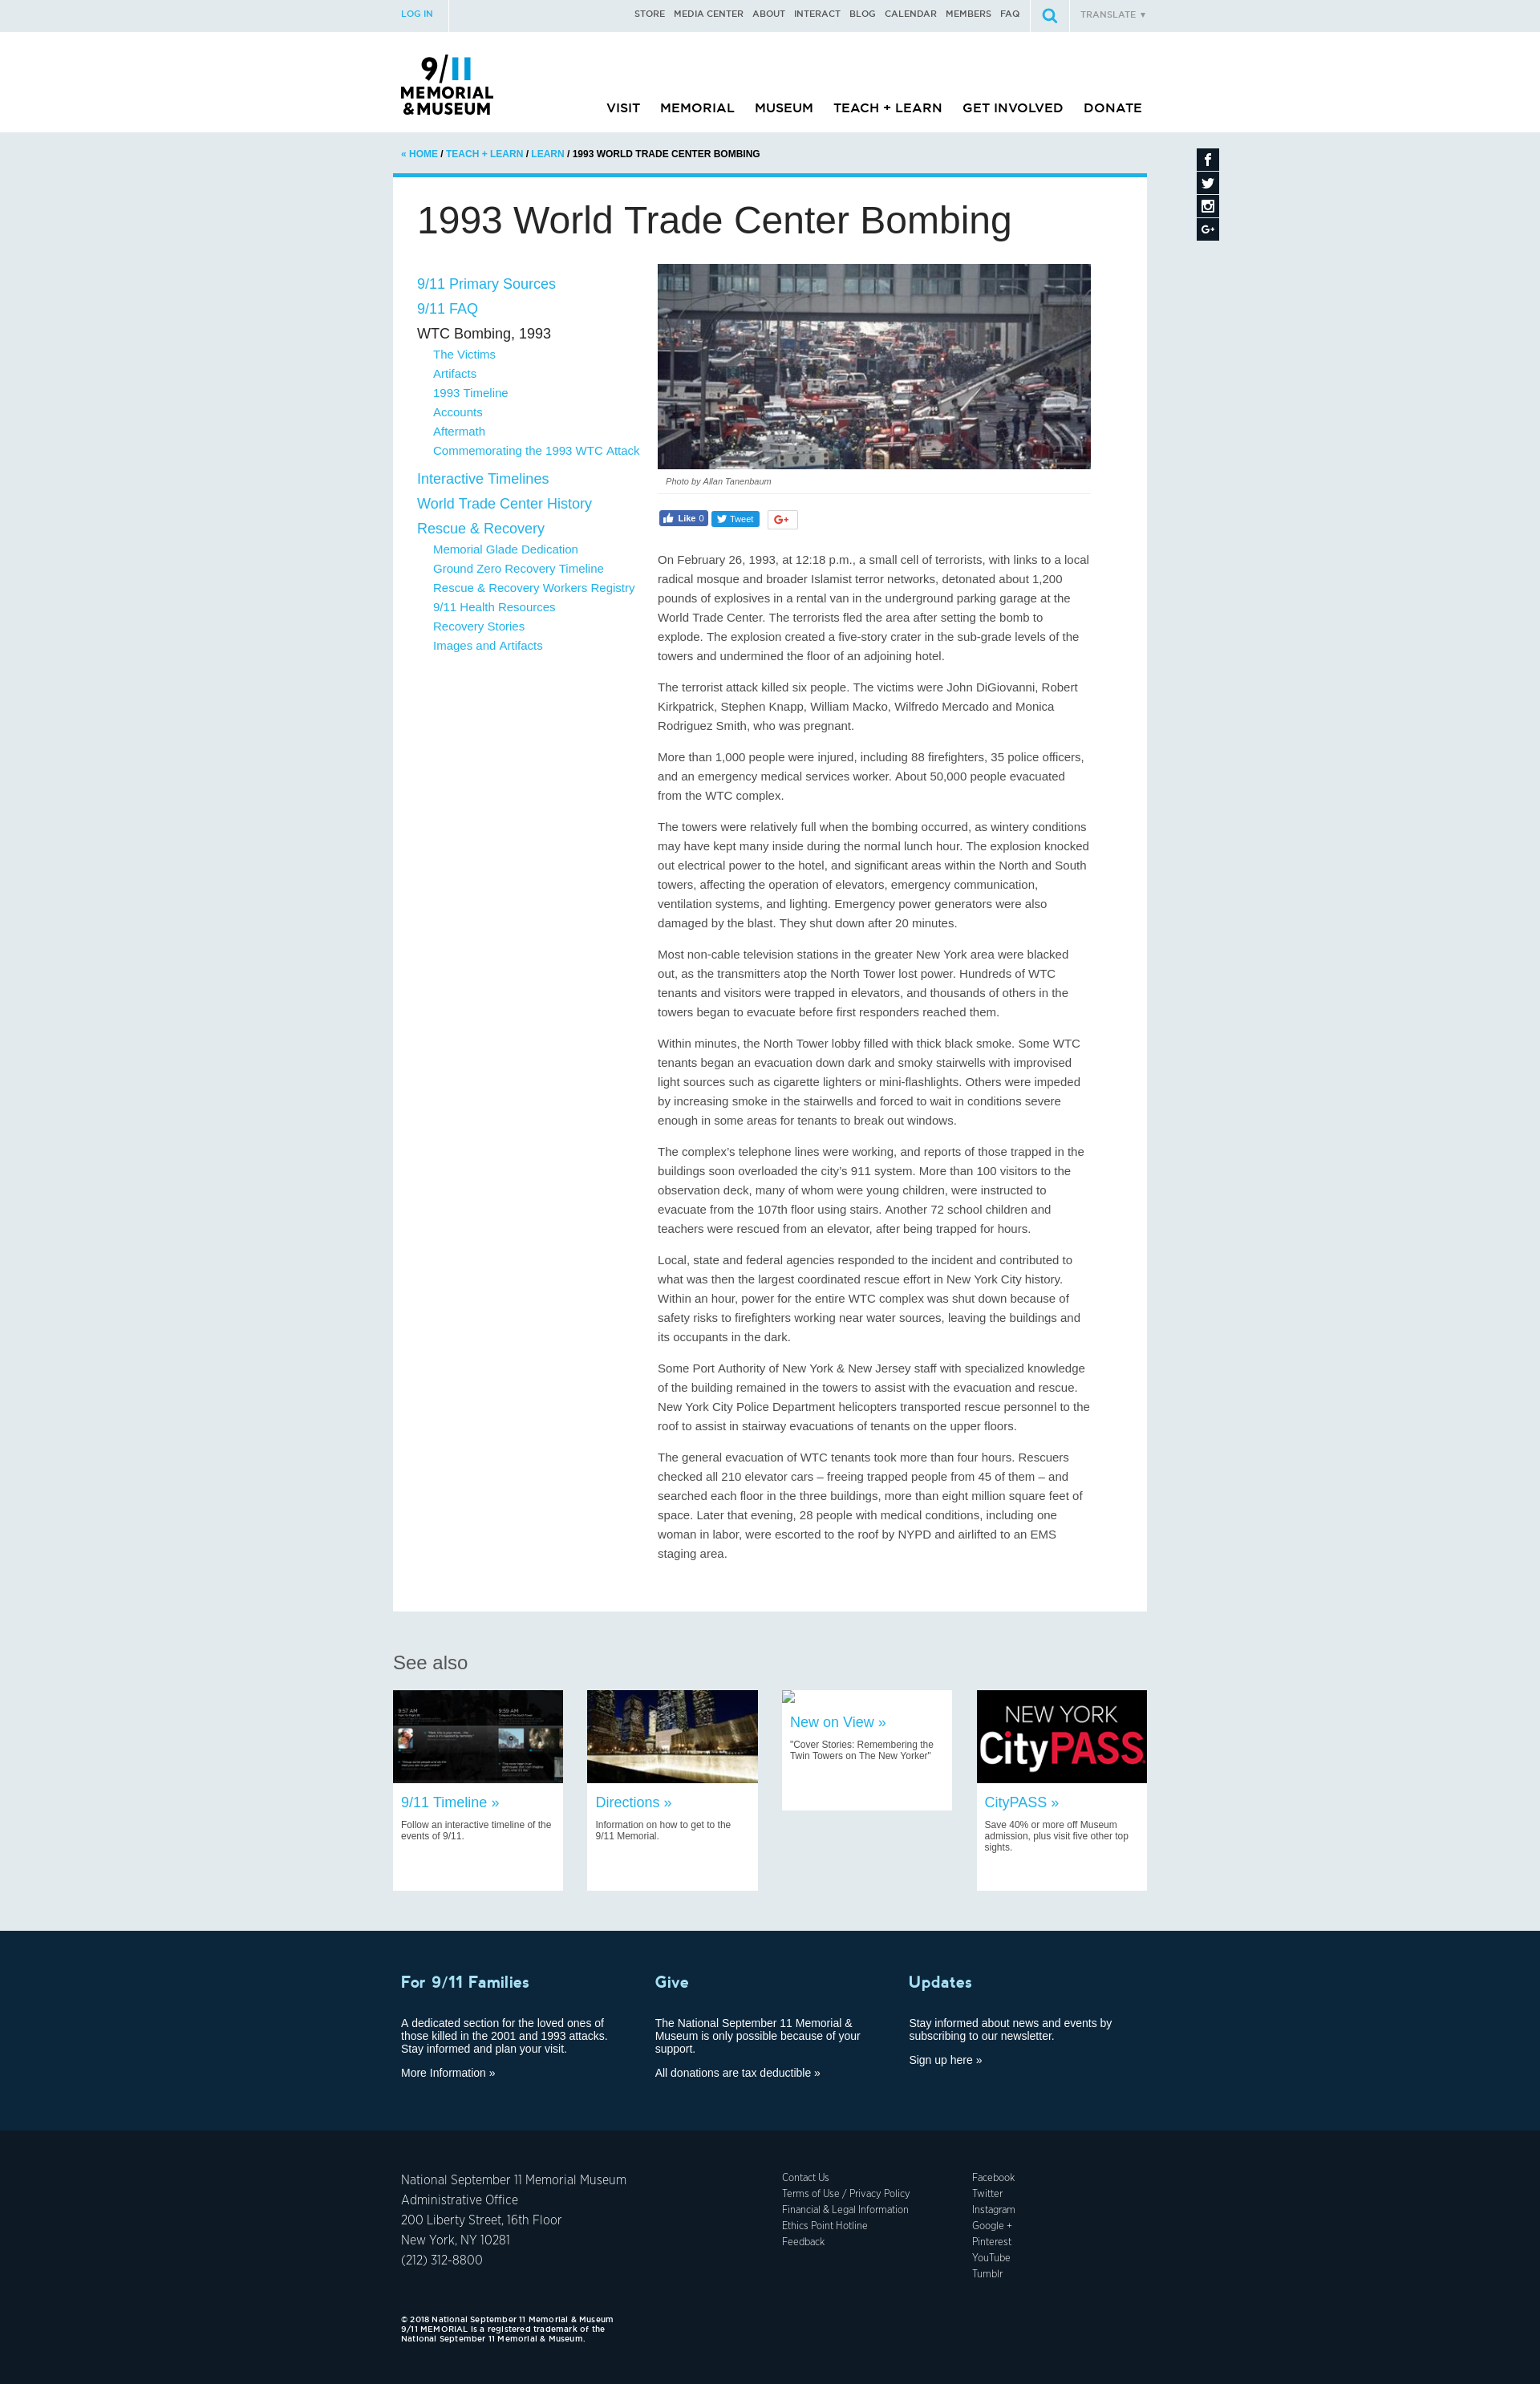 LOG IN
STORE MEDIA CENTER ABOUT INTERACT BLOG CALENDAR MEMBERS FAQ
TRANSLATE ▼
9/11
MEMORIAL
&MUSEUM
VISIT MEMORIAL MUSEUM TEACH + LEARN GET INVOLVED DONATE
« HOME / TEACH + LEARN / LEARN / 1993 WORLD TRADE CENTER BOMBING
1993 World Trade Center Bombing
9/11 Primary Sources
9/11 FAQ
WTC Bombing, 1993
The Victims
Artifacts
1993 Timeline
Accounts
Aftermath
Commemorating the 1993 WTC Attack
Interactive Timelines
World Trade Center History
Rescue & Recovery
Memorial Glade Dedication
Ground Zero Recovery Timeline
Rescue & Recovery Workers Registry
9/11 Health Resources
Recovery Stories
Images and Artifacts
Photo by Allan Tanenbaum
Like 0 Tweet G+
On February 26, 1993, at 12:18 p.m., a small cell of terrorists, with links to a local
radical mosque and broader Islamist terror networks, detonated about 1,200
pounds of explosives in a rental van in the underground parking garage at the
World Trade Center. The terrorists fled the area after setting the bomb to
explode. The explosion created a five-story crater in the sub-grade levels of the
towers and undermined the floor of an adjoining hotel.
The terrorist attack killed six people. The victims were John DiGiovanni, Robert
Kirkpatrick, Stephen Knapp, William Macko, Wilfredo Mercado and Monica
Rodriguez Smith, who was pregnant.
More than 1,000 people were injured, including 88 firefighters, 35 police officers,
and an emergency medical services worker. About 50,000 people evacuated
from the WTC complex.
The towers were relatively full when the bombing occurred, as wintery conditions
may have kept many inside during the normal lunch hour. The explosion knocked
out electrical power to the hotel, and significant areas within the North and South
towers, affecting the operation of elevators, emergency communication,
ventilation systems, and lighting. Emergency power generators were also
damaged by the blast. They shut down after 20 minutes.
Most non-cable television stations in the greater New York area were blacked
out, as the transmitters atop the North Tower lost power. Hundreds of WTC
tenants and visitors were trapped in elevators, and thousands of others in the
towers began to evacuate before first responders reached them.
Within minutes, the North Tower lobby filled with thick black smoke. Some WTC
tenants began an evacuation down dark and smoky stairwells with improvised
light sources such as cigarette lighters or mini-flashlights. Others were impeded
by increasing smoke in the stairwells and forced to wait in conditions severe
enough in some areas for tenants to break out windows.
The complex’s telephone lines were working, and reports of those trapped in the
buildings soon overloaded the city’s 911 system. More than 100 visitors to the
observation deck, many of whom were young children, were instructed to
evacuate from the 107th floor using stairs. Another 72 school children and
teachers were rescued from an elevator, after being trapped for hours.
Local, state and federal agencies responded to the incident and contributed to
what was then the largest coordinated rescue effort in New York City history.
Within an hour, power for the entire WTC complex was shut down because of
safety risks to firefighters working near water sources, leaving the buildings and
its occupants in the dark.
Some Port Authority of New York & New Jersey staff with specialized knowledge
of the building remained in the towers to assist with the evacuation and rescue.
New York City Police Department helicopters transported rescue personnel to the
roof to assist in stairway evacuations of tenants on the upper floors.
The general evacuation of WTC tenants took more than four hours. Rescuers
checked all 210 elevator cars – freeing trapped people from 45 of them – and
searched each floor in the three buildings, more than eight million square feet of
space. Later that evening, 28 people with medical conditions, including one
woman in labor, were escorted to the roof by NYPD and airlifted to an EMS
staging area.
See also
9/11 Timeline »
Follow an interactive timeline of the
events of 9/11.
Directions »
Information on how to get to the
9/11 Memorial.
New on View »
"Cover Stories: Remembering the
Twin Towers on The New Yorker"
NEW YORK
CityPASS
CityPASS »
Save 40% or more off Museum
admission, plus visit five other top
sights.
For 9/11 Families
A dedicated section for the loved ones of
those killed in the 2001 and 1993 attacks.
Stay informed and plan your visit.
More Information »
Give
The National September 11 Memorial &
Museum is only possible because of your
support.
All donations are tax deductible »
Updates
Stay informed about news and events by
subscribing to our newsletter.
Sign up here »
National September 11 Memorial Museum
Administrative Office
200 Liberty Street, 16th Floor
New York, NY 10281
(212) 312-8800
Contact Us
Terms of Use / Privacy Policy
Financial & Legal Information
Ethics Point Hotline
Feedback
Facebook
Twitter
Instagram
Google +
Pinterest
YouTube
Tumblr
© 2018 National September 11 Memorial & Museum
9/11 MEMORIAL is a registered trademark of the
National September 11 Memorial & Museum.